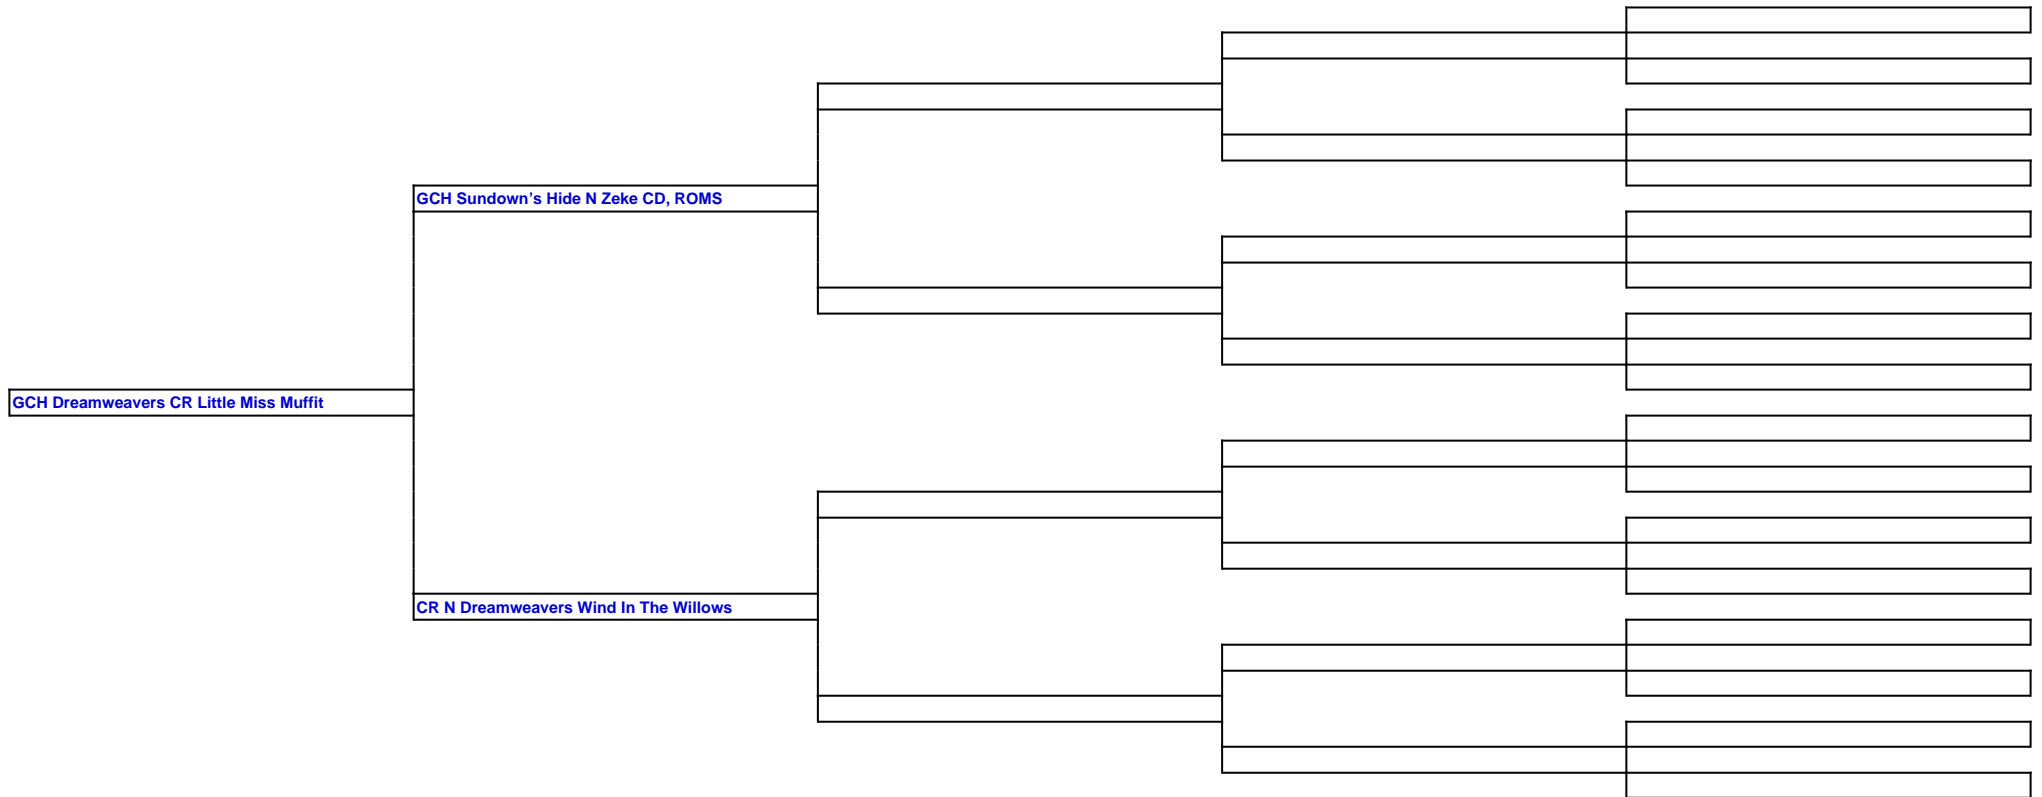 GCH Sundown’s Hide N Zeke CD, ROMS
GCH Dreamweavers CR Little Miss Muffit
CR N Dreamweavers Wind In The Willows